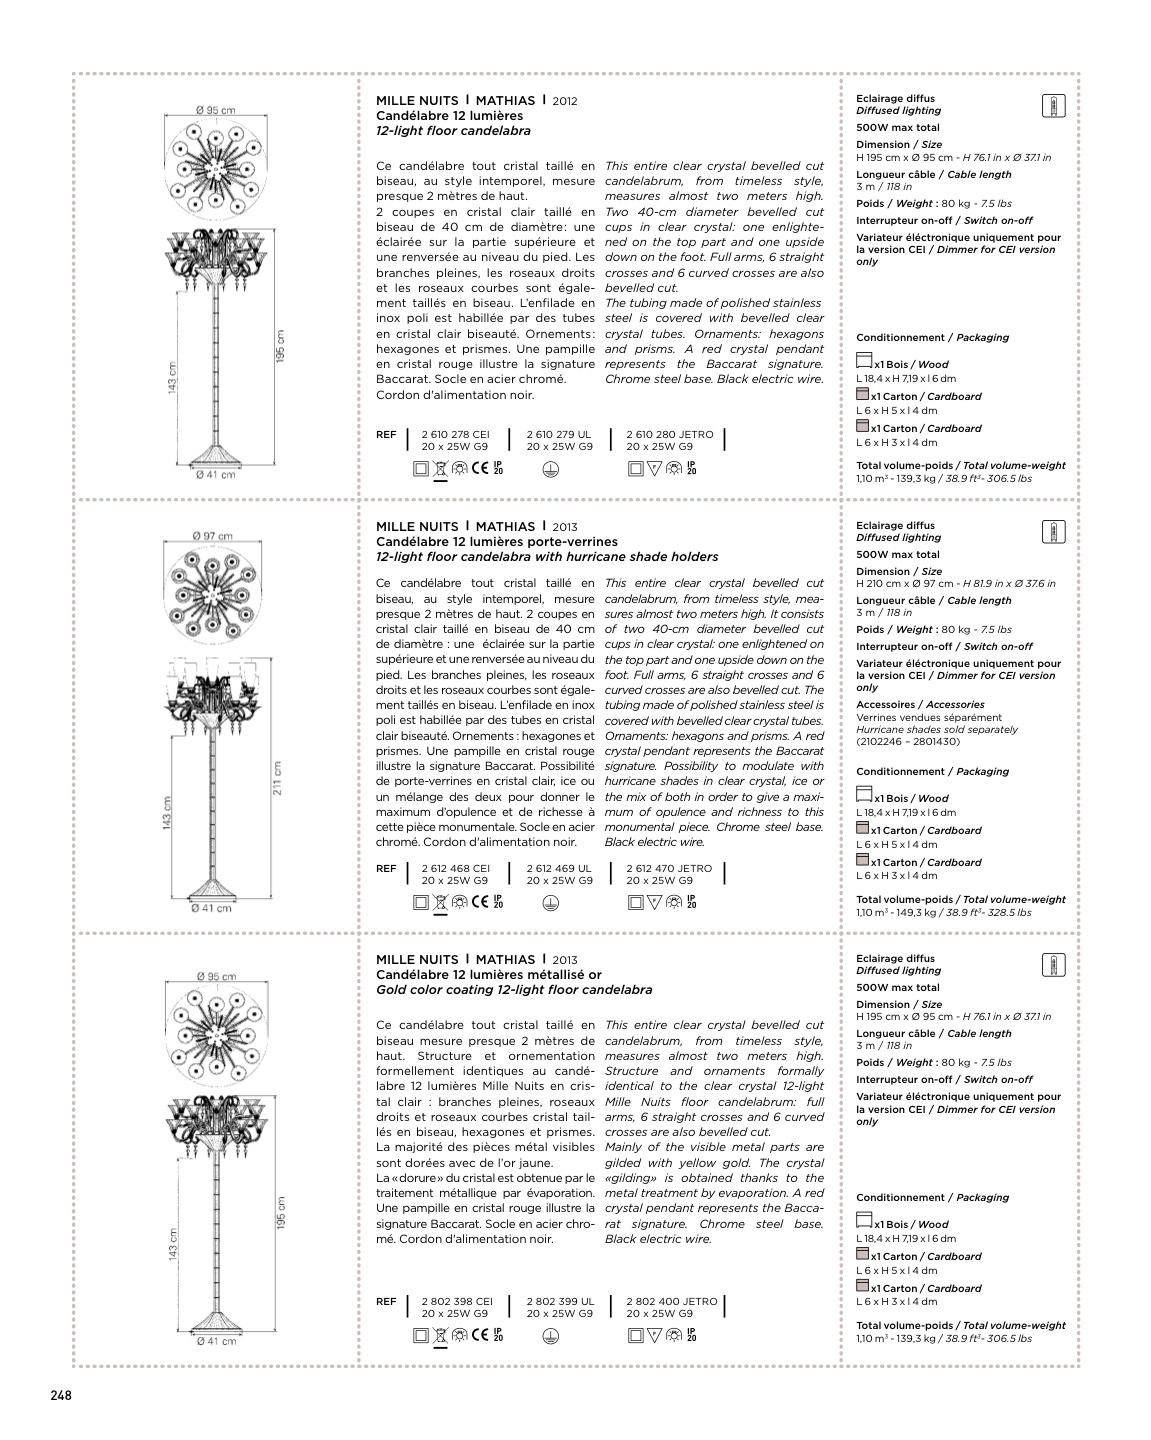 Ø 95 cm
195 cm
143 cm
Ø 41 cm
MILLE NUITS I MATHIAS I 2012
Candélabre 12 lumières
12-light floor candelabra
Ce candélabre tout cristal taillé en
biseau, au style intemporel, mesure
presque 2 mètres de haut.
2 coupes en cristal clair taillé en
biseau de 40 cm de diamètre: une
éclairée sur la partie supérieure et
une renversée au niveau du pied. Les
branches pleines, les roseaux droits
et les roseaux courbes sont égale-
ment taillés en biseau. L'enfilade en
inox poli est habillée par des tubes
en cristal clair biseauté. Ornements:
hexagones et prismes. Une pampille
en cristal rouge illustre la signature
Baccarat. Socle en acier chromé.
Cordon d'alimentation noir.
This entire clear crystal bevelled cut
candelabrum, from timeless style,
measures almost two meters high.
Two 40-cm diameter bevelled cut
cups in clear crystal: one enlighte-
ned on the top part and one upside
down on the foot. Full arms, 6 straight
crosses and 6 curved crosses are also
bevelled cut.
The tubing made of polished stainless
steel is covered with bevelled clear
crystal tubes. Ornaments: hexagons
and prisms. A red crystal pendant
represents the Baccarat signature.
Chrome steel base. Black electric wire.
REF
2 610 278 CEI
20 x 25W G9
2 610 279 UL
20 x 25W G9
2 610 280 JETRO
20 x 25W G9
CE IP 20
F IP 20
Eclairage diffus
Diffused lighting
500W max total
Dimension / Size
H 195 cm x Ø 95 cm - H 76.1 in x Ø 37.1 in
Longueur câble / Cable length
3 m / 118 in
Poids / Weight : 80 kg - 7.5 lbs
Interrupteur on-off / Switch on-off
Variateur éléctronique uniquement pour
la version CEI / Dimmer for CEI version
only
Conditionnement / Packaging
x1 Bois / Wood
L 18,4 x H 7,19 x l 6 dm
x1 Carton / Cardboard
L 6 x H 5 x l 4 dm
x1 Carton / Cardboard
L 6 x H 3 x l 4 dm
Total volume-poids / Total volume-weight
1,10 m³ - 139,3 kg / 38.9 ft³- 306.5 lbs
Ø 97 cm
211 cm
143 cm
Ø 41 cm
MILLE NUITS I MATHIAS I 2013
Candélabre 12 lumières porte-verrines
12-light floor candelabra with hurricane shade holders
Ce candélabre tout cristal taillé en
biseau, au style intemporel, mesure
presque 2 mètres de haut. 2 coupes en
cristal clair taillé en biseau de 40 cm
de diamètre : une éclairée sur la partie
supérieure et une renversée au niveau du
pied. Les branches pleines, les roseaux
droits et les roseaux courbes sont égale-
ment taillés en biseau. L'enfilade en inox
poli est habillée par des tubes en cristal
clair biseauté. Ornements : hexagones et
prismes. Une pampille en cristal rouge
illustre la signature Baccarat. Possibilité
de porte-verrines en cristal clair, ice ou
un mélange des deux pour donner le
maximum d'opulence et de richesse à
cette pièce monumentale. Socle en acier
chromé. Cordon d'alimentation noir.
This entire clear crystal bevelled cut
candelabrum, from timeless style, mea-
sures almost two meters high. It consists
of two 40-cm diameter bevelled cut
cups in clear crystal: one enlightened on
the top part and one upside down on the
foot. Full arms, 6 straight crosses and 6
curved crosses are also bevelled cut. The
tubing made of polished stainless steel is
covered with bevelled clear crystal tubes.
Ornaments: hexagons and prisms. A red
crystal pendant represents the Baccarat
signature. Possibility to modulate with
hurricane shades in clear crystal, ice or
the mix of both in order to give a maxi-
mum of opulence and richness to this
monumental piece. Chrome steel base.
Black electric wire.
REF
2 612 468 CEI
20 x 25W G9
2 612 469 UL
20 x 25W G9
2 612 470 JETRO
20 x 25W G9
CE IP 20
F IP 20
Eclairage diffus
Diffused lighting
500W max total
Dimension / Size
H 210 cm x Ø 97 cm - H 81.9 in x Ø 37.6 in
Longueur câble / Cable length
3 m / 118 in
Poids / Weight : 80 kg - 7.5 lbs
Interrupteur on-off / Switch on-off
Variateur éléctronique uniquement pour
la version CEI / Dimmer for CEI version
only
Accessoires / Accessories
Verrines vendues séparément
Hurricane shades sold separately
(2102246 – 2801430)
Conditionnement / Packaging
x1 Bois / Wood
L 18,4 x H 7,19 x l 6 dm
x1 Carton / Cardboard
L 6 x H 5 x l 4 dm
x1 Carton / Cardboard
L 6 x H 3 x l 4 dm
Total volume-poids / Total volume-weight
1,10 m³ - 149,3 kg / 38.9 ft³- 328.5 lbs
Ø 95 cm
195 cm
143 cm
Ø 41 cm
MILLE NUITS I MATHIAS I 2013
Candélabre 12 lumières métallisé or
Gold color coating 12-light floor candelabra
Ce candélabre tout cristal taillé en
biseau mesure presque 2 mètres de
haut. Structure et ornementation
formellement identiques au candé-
labre 12 lumières Mille Nuits en cris-
tal clair : branches pleines, roseaux
droits et roseaux courbes cristal tail-
lés en biseau, hexagones et prismes.
La majorité des pièces métal visibles
sont dorées avec de l'or jaune.
La «dorure» du cristal est obtenue par le
traitement métallique par évaporation.
Une pampille en cristal rouge illustre la
signature Baccarat. Socle en acier chro-
mé. Cordon d'alimentation noir.
This entire clear crystal bevelled cut
candelabrum, from timeless style,
measures almost two meters high.
Structure and ornaments formally
identical to the clear crystal 12-light
Mille Nuits floor candelabrum: full
arms, 6 straight crosses and 6 curved
crosses are also bevelled cut.
Mainly of the visible metal parts are
gilded with yellow gold. The crystal
«gilding» is obtained thanks to the
metal treatment by evaporation. A red
crystal pendant represents the Bacca-
rat signature. Chrome steel base.
Black electric wire.
REF
2 802 398 CEI
20 x 25W G9
2 802 399 UL
20 x 25W G9
2 802 400 JETRO
20 x 25W G9
CE IP 20
F IP 20
Eclairage diffus
Diffused lighting
500W max total
Dimension / Size
H 195 cm x Ø 95 cm - H 76.1 in x Ø 37.1 in
Longueur câble / Cable length
3 m / 118 in
Poids / Weight : 80 kg - 7.5 lbs
Interrupteur on-off / Switch on-off
Variateur éléctronique uniquement pour
la version CEI / Dimmer for CEI version
only
Conditionnement / Packaging
x1 Bois / Wood
L 18,4 x H 7,19 x l 6 dm
x1 Carton / Cardboard
L 6 x H 5 x l 4 dm
x1 Carton / Cardboard
L 6 x H 3 x l 4 dm
Total volume-poids / Total volume-weight
1,10 m³ - 139,3 kg / 38.9 ft³- 306.5 lbs
248